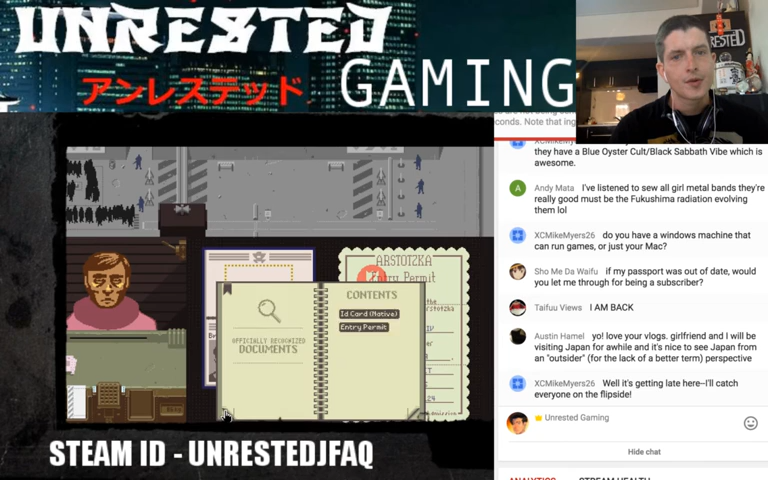 UNRESTED
アンレステッド GAMING
conds. Note that ing
they have a Blue Oyster Cult/Black Sabbath Vibe which is
awesome.
A Andy Mata I've listened to sew all girl metal bands they're
really good must be the Fukushima radiation evolving
them lol
XCMikeMyers26 do you have a windows machine that
can run games, or just your Mac?
Sho Me Da Waifu if my passport was out of date, would
you let me through for being a subscriber?
Taifuu Views I AM BACK
Austin Hamel yo! love your vlogs. girlfriend and I will be
visiting Japan for awhile and it's nice to see Japan from
an "outsider" (for the lack of a better term) perspective
XCMikeMyers26 Well it's getting late here--I'll catch
everyone on the flipside!
Unrested Gaming
Hide chat
ARSTOTZKA
Entry Permit
CONTENTS
Id Card (Native)
Entry Permit
OFFICIALLY RECOGNIZED
DOCUMENTS
STEAM ID - UNRESTEDJFAQ